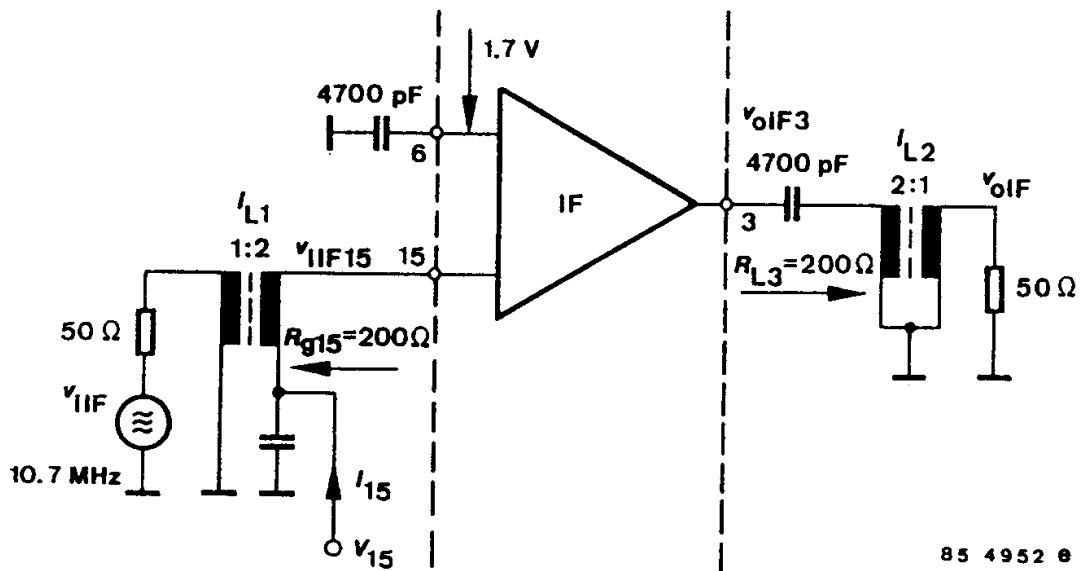 1.7 V
4700 pF
6
IF
v_oIF3
4700 pF
3
I_L2
2:1
v_oIF
R_L3=200Ω
50 Ω
I_L1
1:2
v_IIF15
15
50 Ω
R_g15=200Ω
v_IIF
10.7 MHz
I_15
V_15
85 4952 e